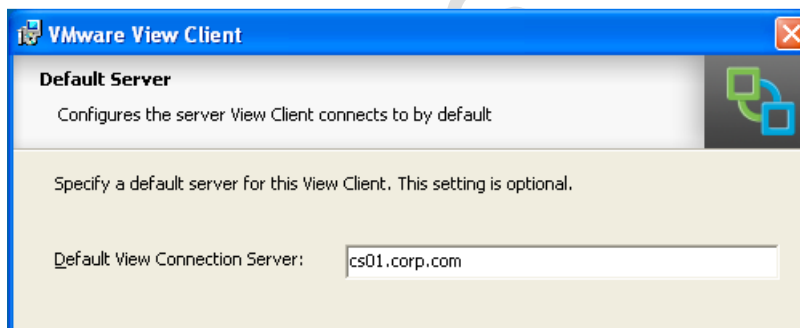 VMware View Client
Default Server
Configures the server View Client connects to by default
Specify a default server for this View Client. This setting is optional.
Default View Connection Server: cs01.corp.com